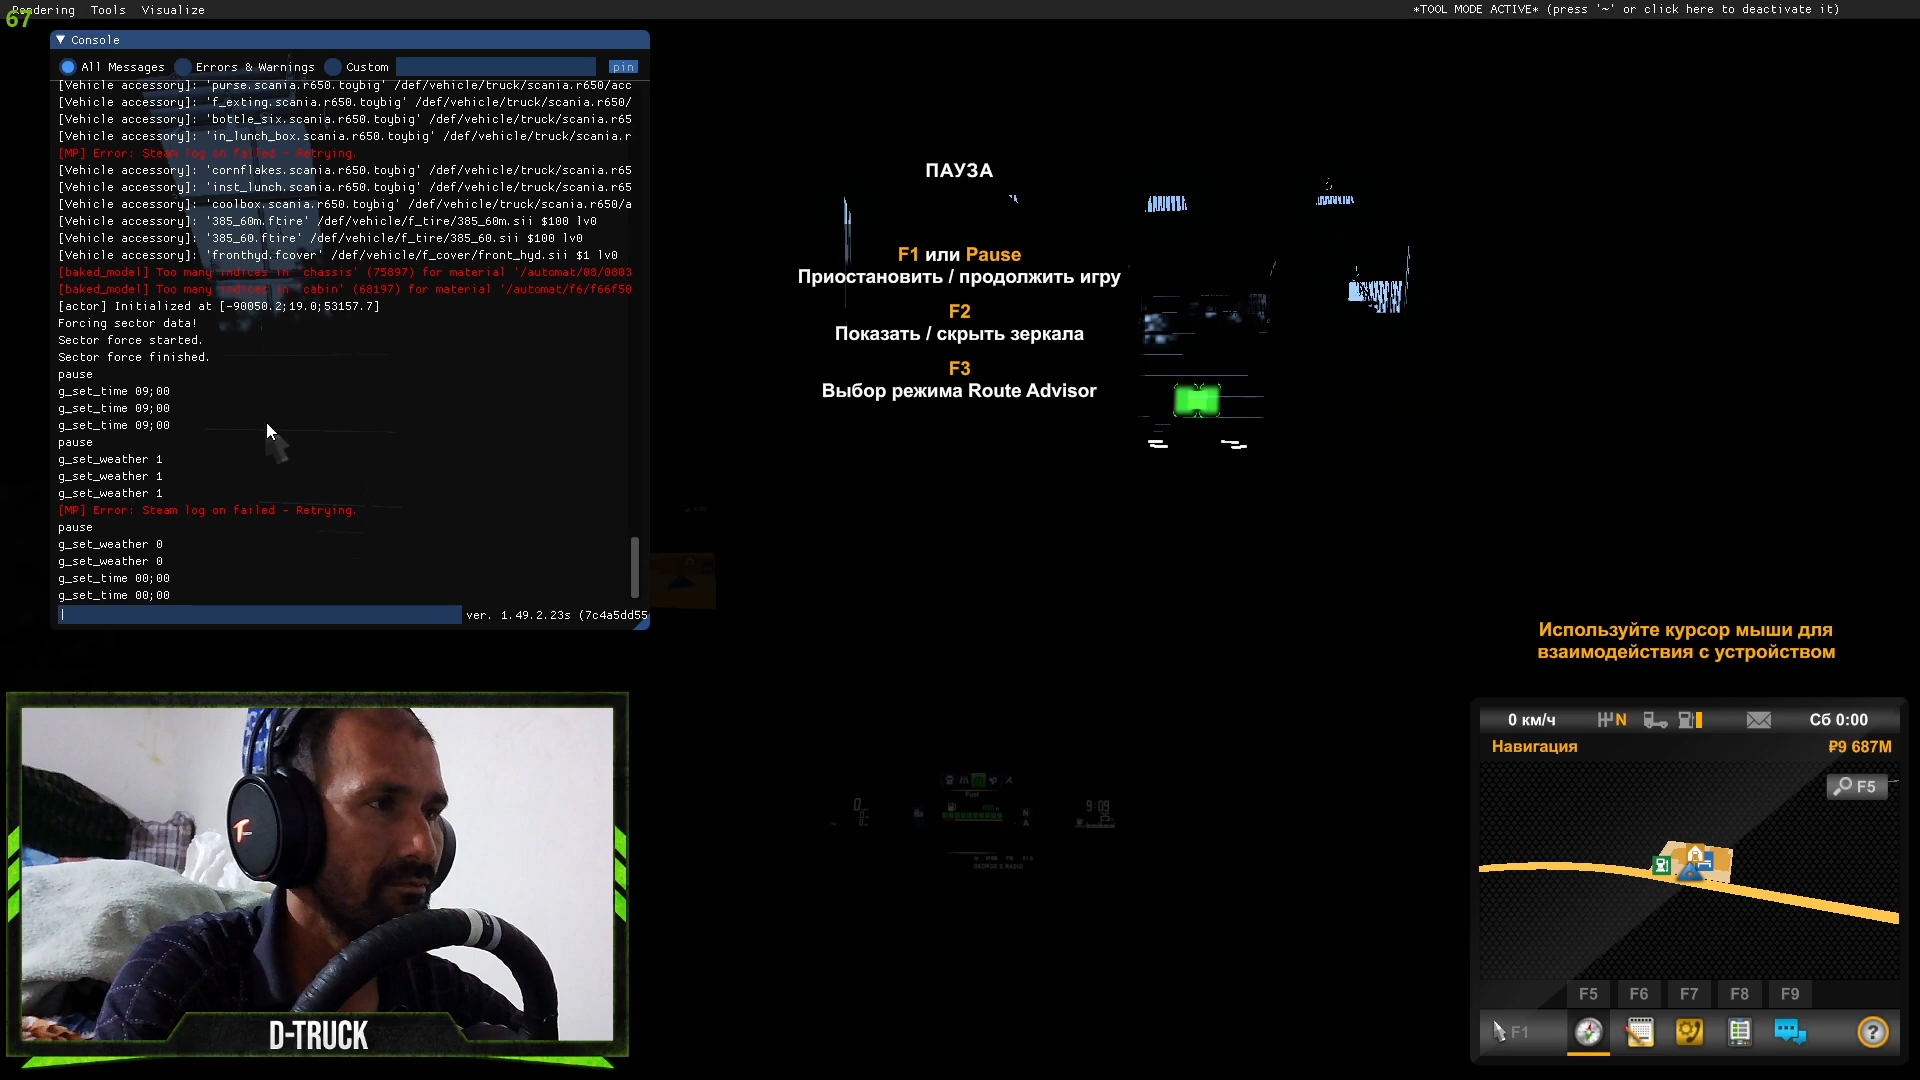 Rendering Tools Visualize
*TOOL MODE ACTIVE* (press '~' or click here to deactivate it)
67
Console
All Messages Errors & Warnings Custom pin
[Vehicle accessory]: 'purse.scania.r650.toybig' /def/vehicle/truck/scania.r650/acc
[Vehicle accessory]: 'f_exting.scania.r650.toybig' /def/vehicle/truck/scania.r650/
[Vehicle accessory]: 'bottle_six.scania.r650.toybig' /def/vehicle/truck/scania.r65
[Vehicle accessory]: 'in_lunch_box.scania.r650.toybig' /def/vehicle/truck/scania.r
[MP] Error: Steam log on failed - Retrying.
[Vehicle accessory]: 'cornflakes.scania.r650.toybig' /def/vehicle/truck/scania.r65
[Vehicle accessory]: 'inst_lunch.scania.r650.toybig' /def/vehicle/truck/scania.r65
[Vehicle accessory]: 'coolbox.scania.r650.toybig' /def/vehicle/truck/scania.r650/a
[Vehicle accessory]: '385_60m.ftire' /def/vehicle/f_tire/385_60m.sii $100 lv0
[Vehicle accessory]: '385_60.ftire' /def/vehicle/f_tire/385_60.sii $100 lv0
[Vehicle accessory]: 'fronthyd.fcover' /def/vehicle/f_cover/front_hyd.sii $1 lv0
[baked_model] Too many indices in 'chassis' (75897) for material '/automat/08/0803
[baked_model] Too many indices in 'cabin' (68197) for material '/automat/f6/f66f50
[actor] Initialized at [-90050.2;19.0;53157.7]
Forcing sector data!
Sector force started.
Sector force finished.
pause
g_set_time 09;00
g_set_time 09;00
g_set_time 09;00
pause
g_set_weather 1
g_set_weather 1
g_set_weather 1
[MP] Error: Steam log on failed - Retrying.
pause
g_set_weather 0
g_set_weather 0
g_set_time 00;00
g_set_time 00;00
ver. 1.49.2.23s (7c4a5dd55
ПАУЗА
F1 или Pause
Приостановить / продолжить игру
F2
Показать / скрыть зеркала
F3
Выбор режима Route Advisor
Используйте курсор мыши для
взаимодействия с устройством
0 км/ч N Сб 0:00
Навигация ₽9 687M
F5
F5 F6 F7 F8 F9
F1 ?
Fuel
9:09
GEORGE'S RADIO
D-TRUCK